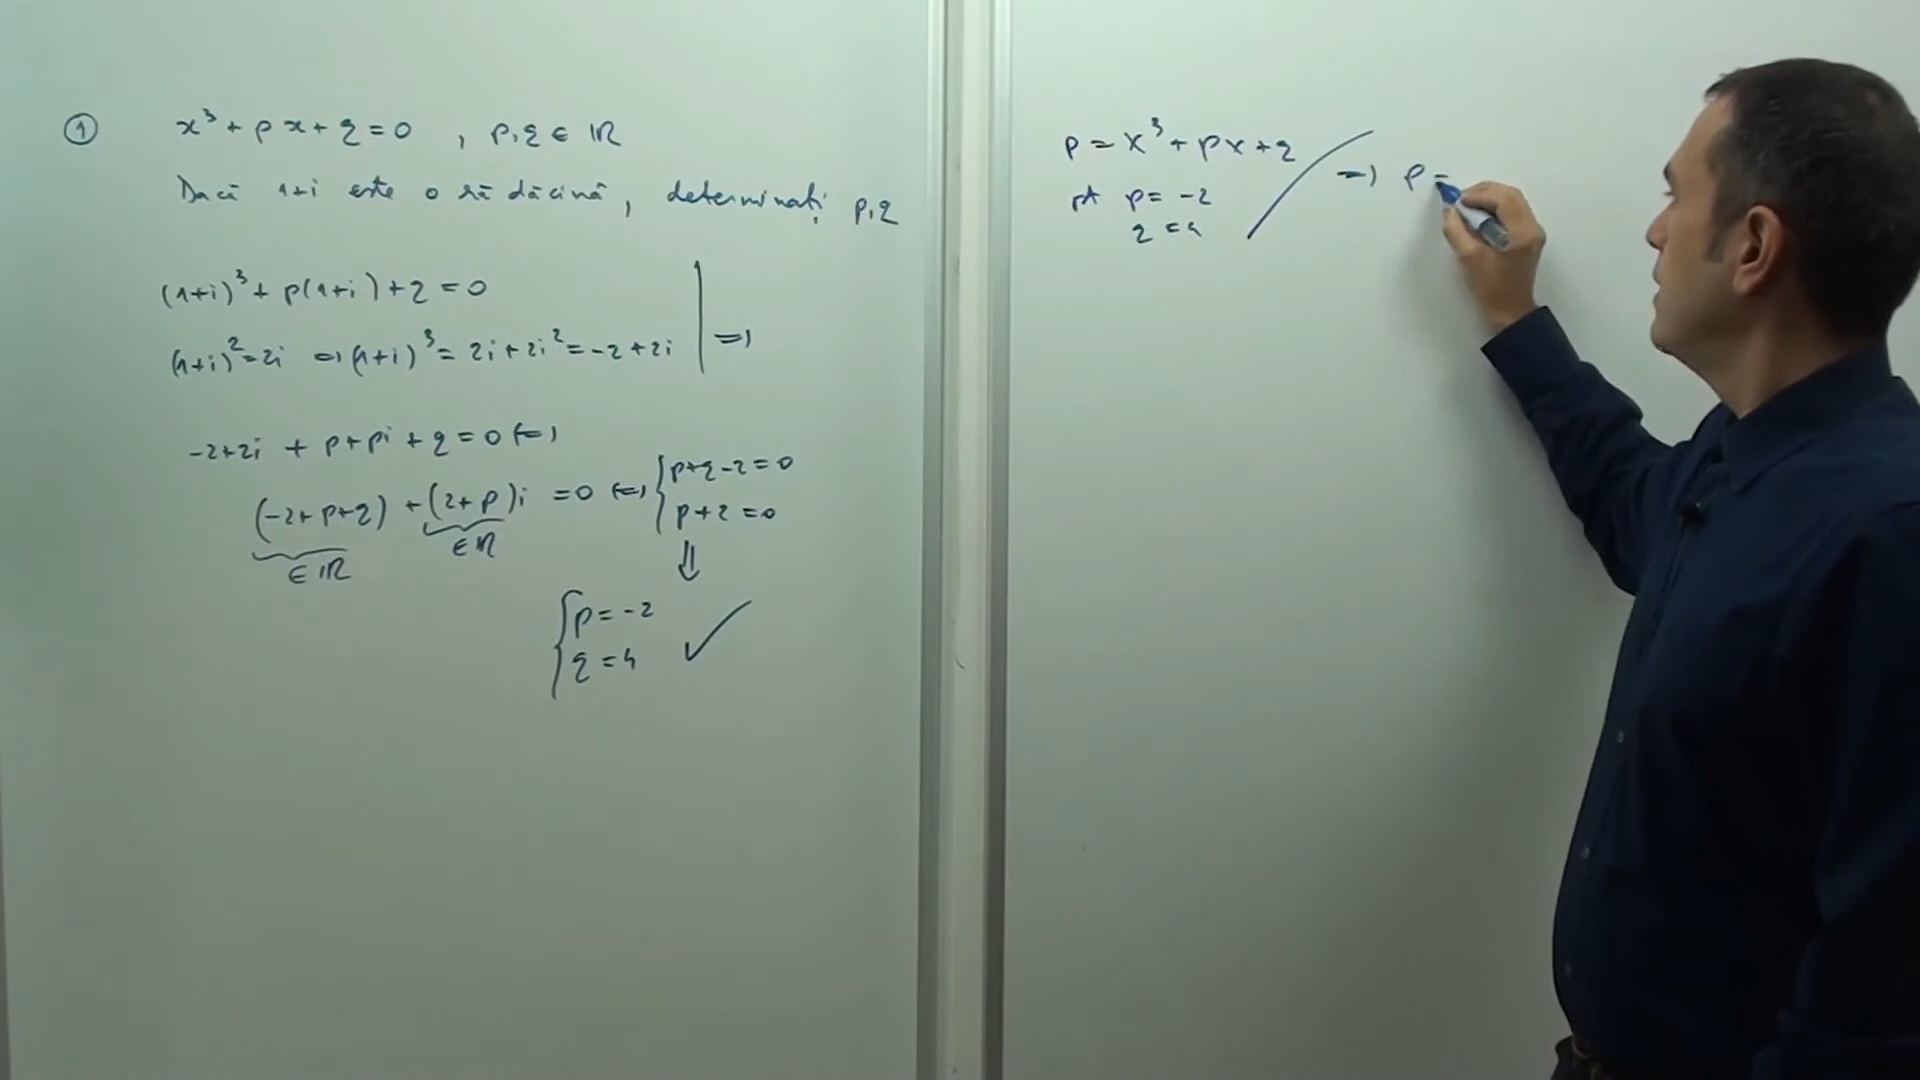 ① x³ + px + q = 0 , p,q ∈ ℝ
Dacă 1+i este o rădăcină, determinați p,q
(1+i)³ + p(1+i) + q = 0
(1+i)² = 2i ⇒ (1+i)³ = 2i + 2i² = -2 + 2i | ⇒
-2+2i + p+pi + q = 0 ⇔
(-2+p+q) + (2+p)i = 0 ⇔ { p+q-2=0
p+2=0
∈ ℝ ∈ ℝ
⇓
{ p = -2
q = 4 ✓
P = X³ + pX + q
pt p = -2
q = 4
⇒ P =